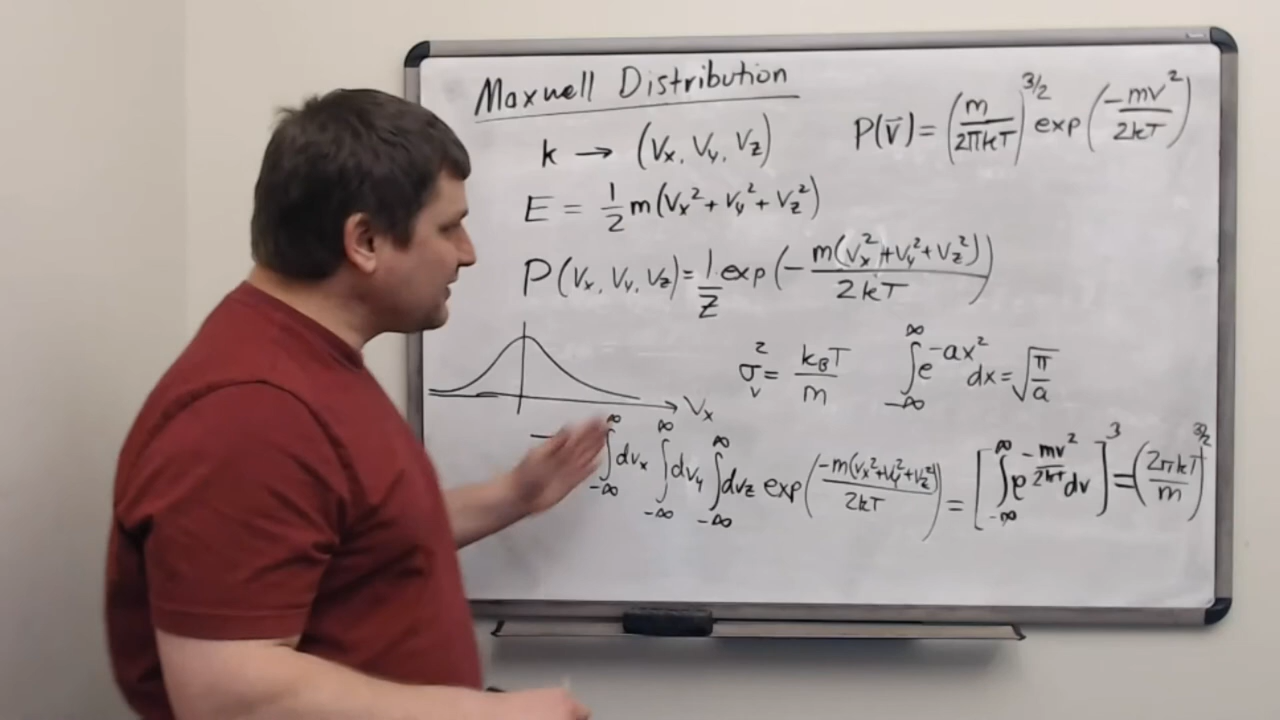 Maxwell Distribution
k → (Vx, Vy, Vz)
P(v⃗) = (m/2πkT)^3/2 exp(-mv²/2kT)
E = 1/2 m(Vx² + Vy² + Vz²)
P(Vx, Vy, Vz) = 1/Z exp(-m(Vx² + Vy² + Vz²)/2kT)
σv² = kBT/m
∫_-∞^∞ e^-ax² dx = √π/a
Vx
∫_-∞^∞ dvx ∫_-∞^∞ dvy ∫_-∞^∞ dvz exp(-m(vx²+vy²+vz²)/2kT) = [∫_-∞^∞ e^-mv²/2kT dv]^3 = (2πkT/m)^3/2